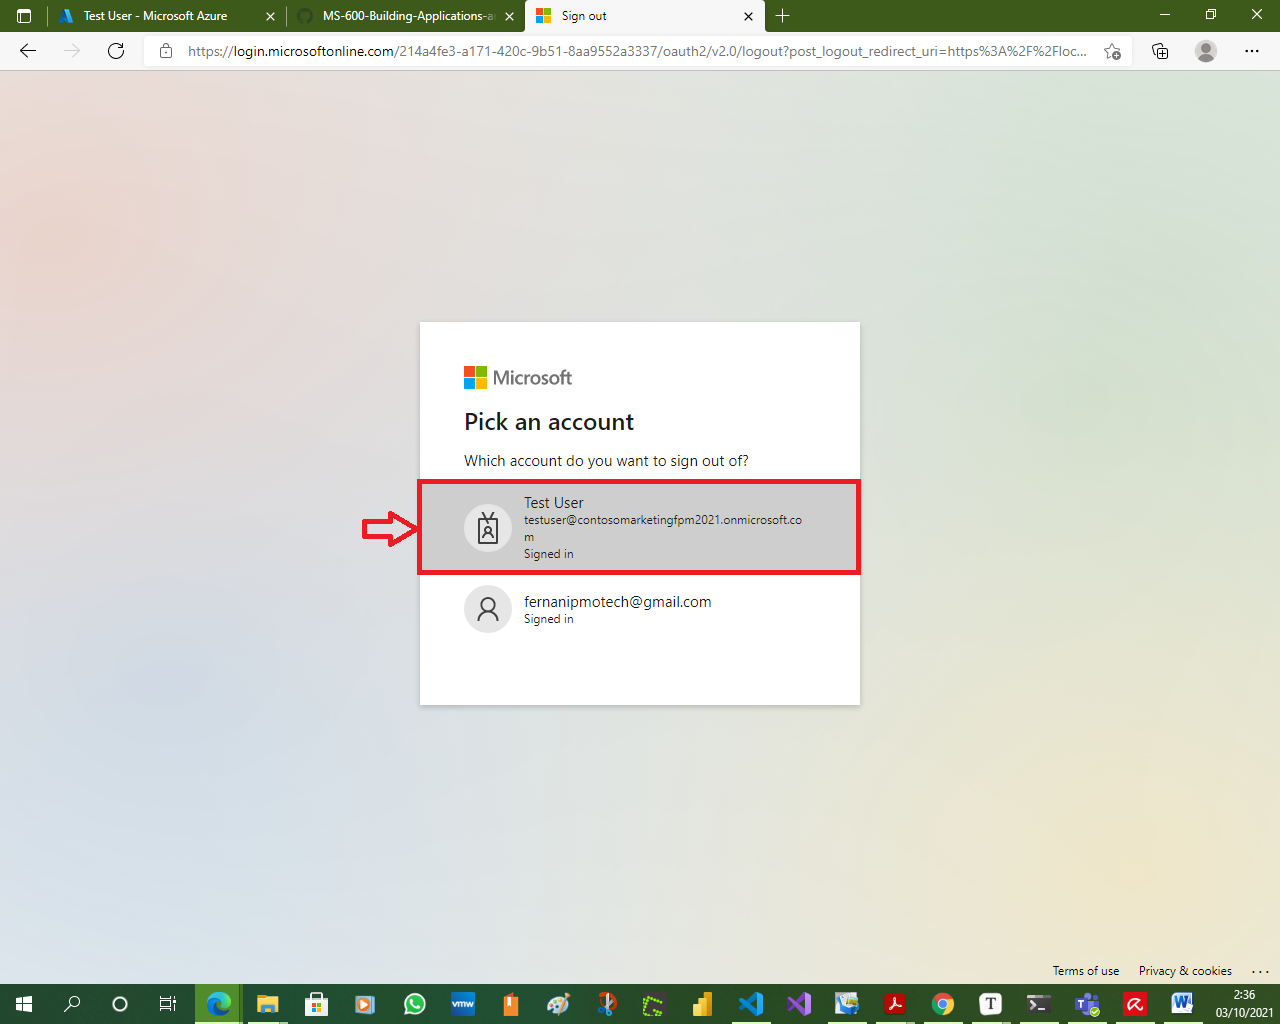 Test User - Microsoft Azure
MS-600-Building-Applications-a
Sign out
https://login.microsoftonline.com/214a4fe3-a171-420c-9b51-8aa9552a3337/oauth2/v2.0/logout?post_logout_redirect_uri=https%3A%2F%2Floc...
Microsoft
Pick an account
Which account do you want to sign out of?
Test User
testuser@contosomarketingfpm2021.onmicrosoft.co
m
Signed in
fernanipmotech@gmail.com
Signed in
Terms of use
Privacy & cookies
vmw
T
W
2:36
03/10/2021